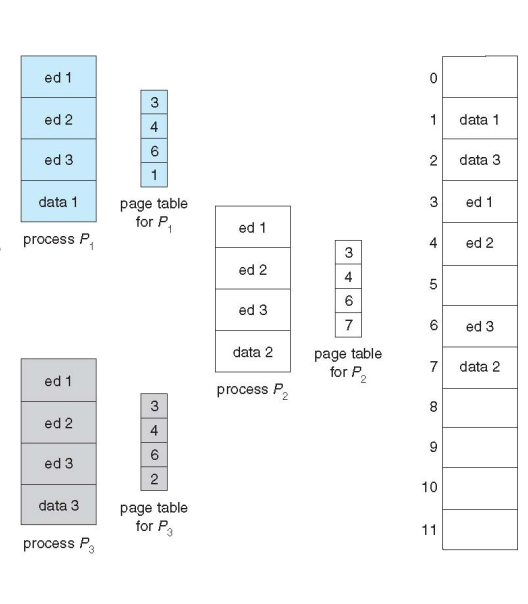 ed 1
ed 2
ed 3
data 1
process P1
3
4
6
1
page table
for P1
ed 1
ed 2
ed 3
data 2
process P2
3
4
6
7
page table
for P2
ed 1
ed 2
ed 3
data 3
process P3
3
4
6
2
page table
for P3
0
1 data 1
2 data 3
3 ed 1
4 ed 2
5
6 ed 3
7 data 2
8
9
10
11